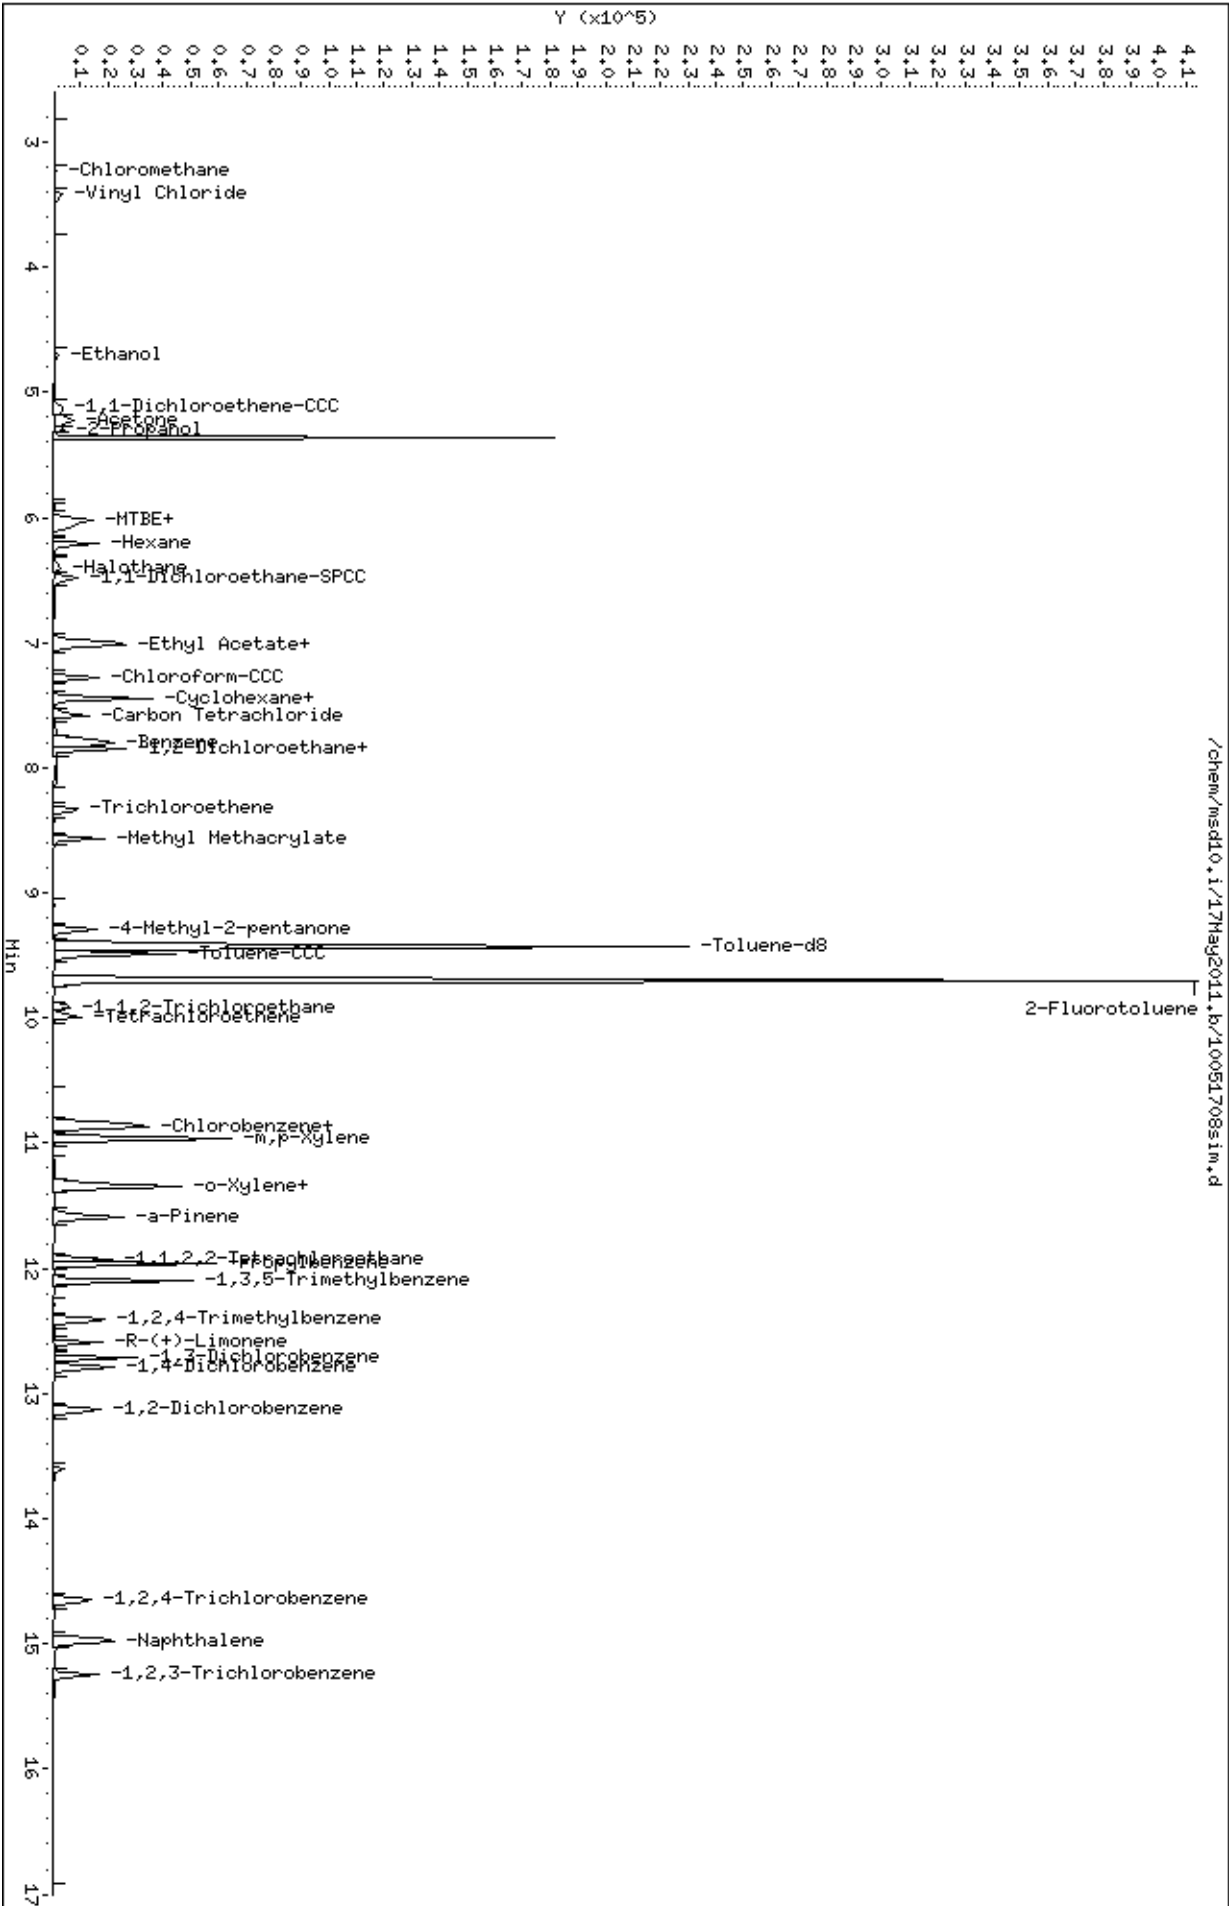 Y (x10^5)
0.1
0.2
0.3
0.4
0.5
0.6
0.7
0.8
0.9
1.0
1.1
1.2
1.3
1.4
1.5
1.6
1.7
1.8
1.9
2.0
2.1
2.2
2.3
2.4
2.5
2.6
2.7
2.8
2.9
3.0
3.1
3.2
3.3
3.4
3.5
3.6
3.7
3.8
3.9
4.0
4.1
/chem/msd10.i/17May2011.b/10051708sim.d
3
-Chloromethane
-Vinyl Chloride
4
-Ethanol
5
-1,1-Dichloroethene-CCC
-Acetone
-2-Propanol
6
-MTBE+
-Hexane
-Halothane
-1,1-Dichloroethane-SPCC
7
-Ethyl Acetate+
-Chloroform-CCC
-Cyclohexane+
-Carbon Tetrachloride
-Benzene
-1,2-Dichloroethane+
8
-Trichloroethene
-Methyl Methacrylate
9
-4-Methyl-2-pentanone
-Toluene-d8
-Toluene-CCC
2-Fluorotoluene
-1,1,2-Trichloroethane
-Tetrachloroethene
10
-Chlorobenzene+
-m,p-Xylene
11
-o-Xylene+
-a-Pinene
-1,1,2,2-Tetrachloroethane
-Propylbenzene
12
-1,3,5-Trimethylbenzene
-1,2,4-Trimethylbenzene
-R-(+)-Limonene
-1,3-Dichlorobenzene
-1,4-Dichlorobenzene
13
-1,2-Dichlorobenzene
14
-1,2,4-Trichlorobenzene
-Naphthalene
15
-1,2,3-Trichlorobenzene
16
17
Min